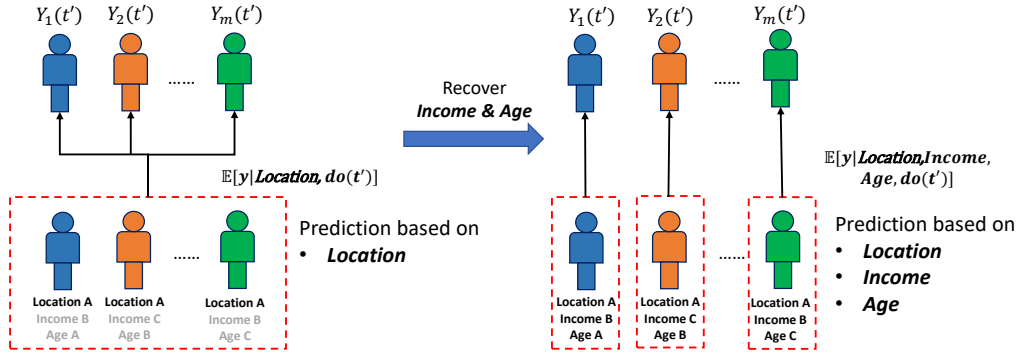 Y₁(t′) Y₂(t′) Yₘ(t′)
......
𝔼[y|Location, do(t′)]
Prediction based on
• Location
......
Location A Location A Location A
Income B Income C Income B
Age A Age B Age C
Recover
Income & Age
Y₁(t′) Y₂(t′) Yₘ(t′)
......
𝔼[y|Location,Income,
Age, do(t′)]
Prediction based on
• Location
• Income
• Age
......
Location A Location A Location A
Income B Income C Income B
Age A Age B Age C